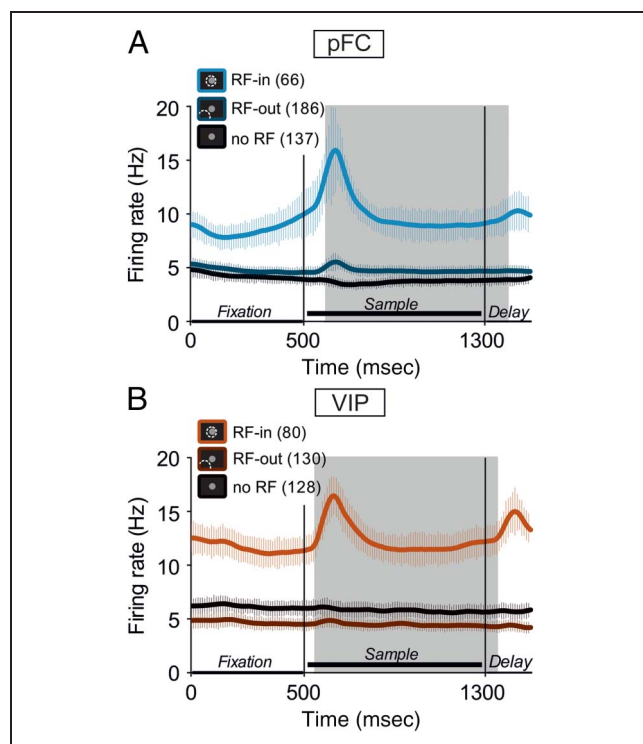 A
pFC
RF-in (66)
RF-out (186)
no RF (137)
20
15
10
5
0
Firing rate (Hz)
Fixation
Sample
Delay
0
500
1300
Time (msec)
B
VIP
RF-in (80)
RF-out (130)
no RF (128)
20
15
10
5
0
Firing rate (Hz)
Fixation
Sample
Delay
0
500
1300
Time (msec)